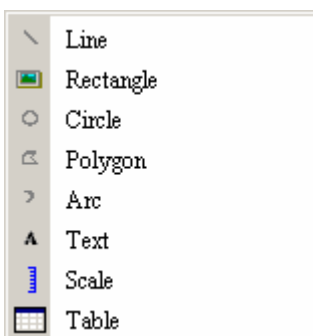 Line
Rectangle
Circle
Polygon
Arc
Text
Scale
Table